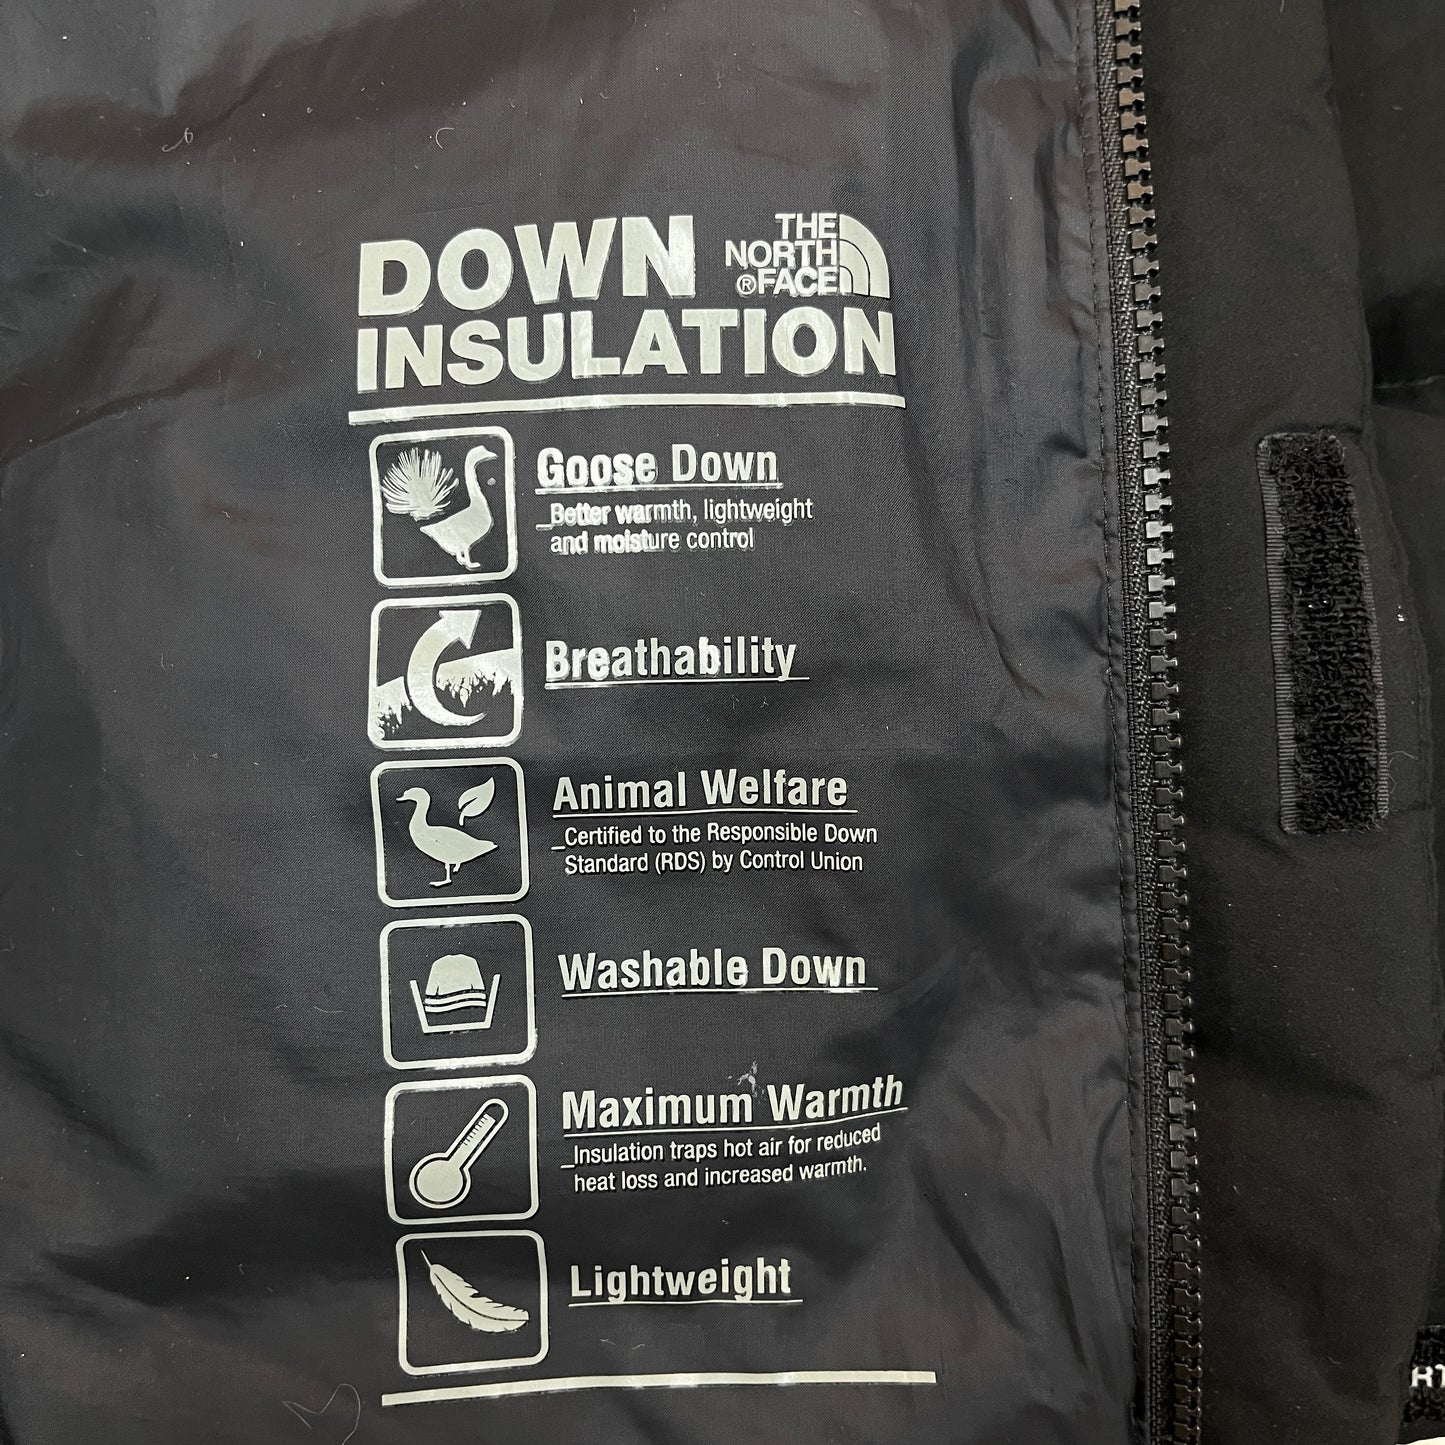 DOWN
THE
NORTH
®FACE
INSULATION
Goose Down
_Better warmth, lightweight
and moisture control
Breathability
Animal Welfare
_Certified to the Responsible Down
Standard (RDS) by Control Union
Washable Down
Maximum Warmth
_Insulation traps hot air for reduced
heat loss and increased warmth.
Lightweight